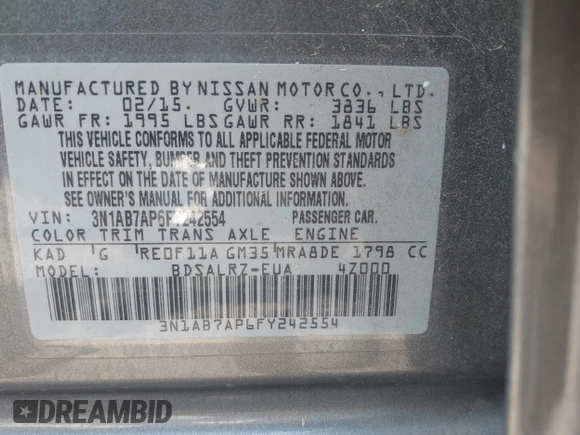 MANUFACTURED BY NISSAN MOTOR CO., LTD.
DATE: 02/15. GVWR: 3836 LBS
GAWR FR: 1995 LBS GAWR RR: 1841 LBS
THIS VEHICLE CONFORMS TO ALL APPLICABLE FEDERAL MOTOR
VEHICLE SAFETY, BUMPER AND THEFT PREVENTION STANDARDS
IN EFFECT ON THE DATE OF MANUFACTURE SHOWN ABOVE.
SEE OWNER'S MANUAL FOR ADDITIONAL INFORMATION.
VIN: 3N1AB7AP6FY242554 PASSENGER CAR.
COLOR TRIM TRANS AXLE ENGINE
KAD G RE0F11A GM35 MRA8DE 1798 CC
MODEL: BDSALRZ-EUA 4Z000
3N1AB7AP6FY242554
DREAMBID